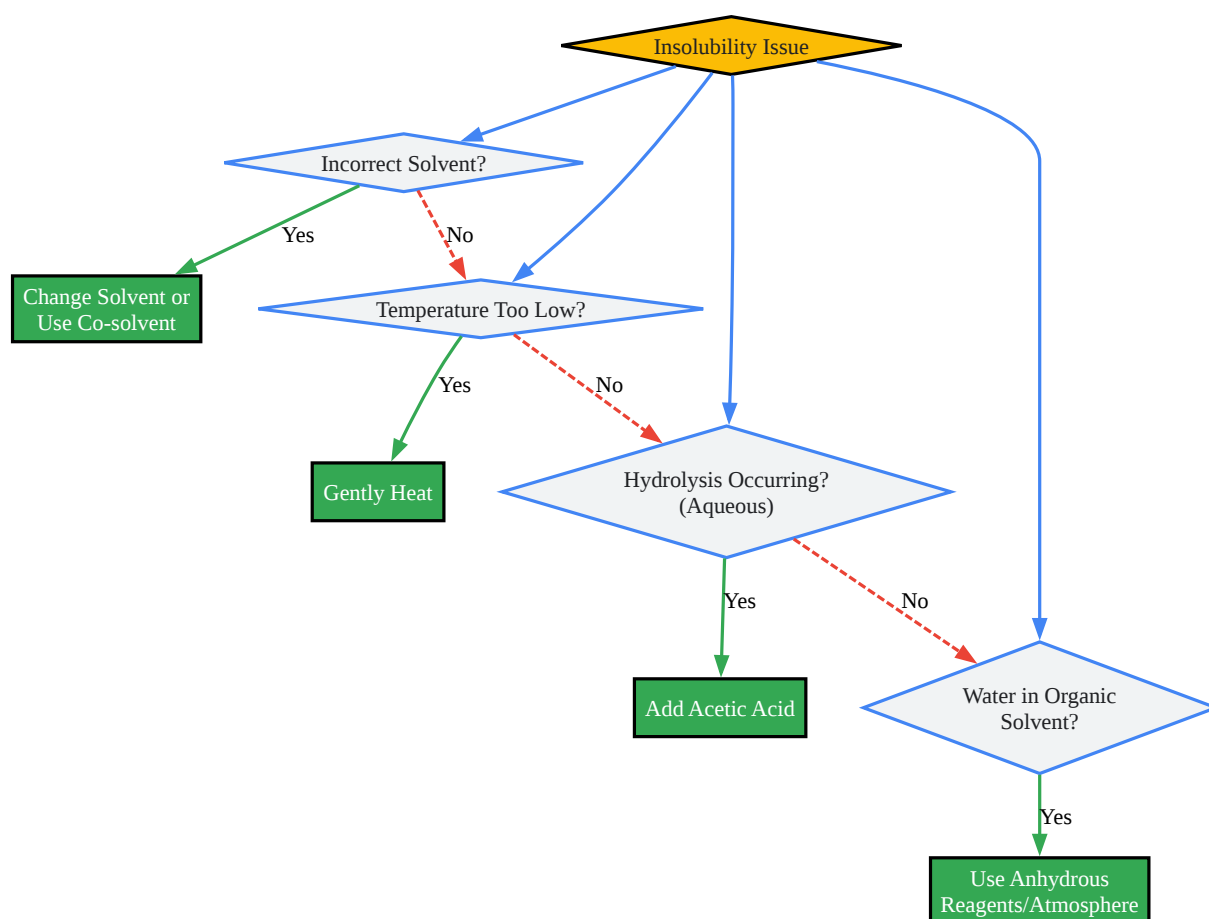 Insolubility Issue
Incorrect Solvent?
Yes
No
Change Solvent or
Use Co-solvent
Temperature Too Low?
Yes
No
Gently Heat
Hydrolysis Occurring?
(Aqueous)
Yes
No
Add Acetic Acid
Water in Organic
Solvent?
Yes
Use Anhydrous
Reagents/Atmosphere